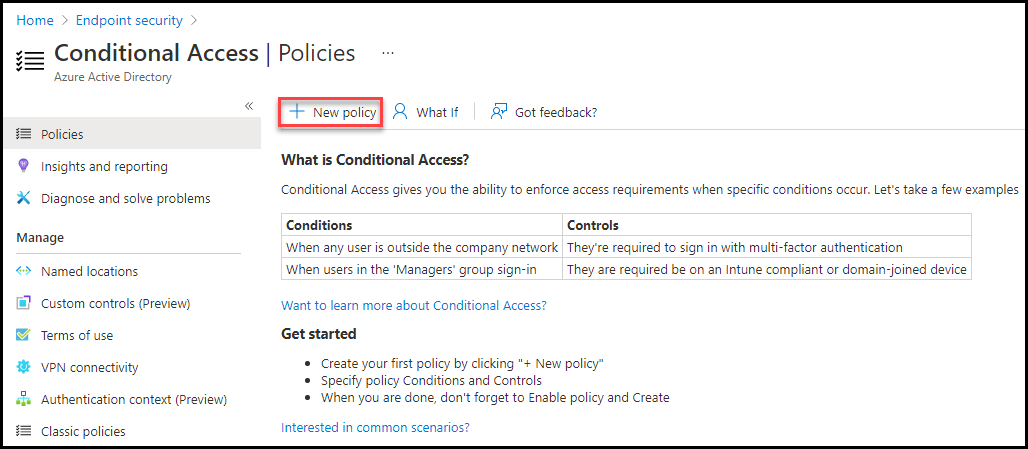 Home > Endpoint security >
Conditional Access | Policies ...
Azure Active Directory
«
Policies
Insights and reporting
Diagnose and solve problems
Manage
Named locations
Custom controls (Preview)
Terms of use
VPN connectivity
Authentication context (Preview)
Classic policies
+ New policy What If Got feedback?
What is Conditional Access?
Conditional Access gives you the ability to enforce access requirements when specific conditions occur. Let's take a few examples
Conditions Controls
When any user is outside the company network They're required to sign in with multi-factor authentication
When users in the 'Managers' group sign-in They are required be on an Intune compliant or domain-joined device
Want to learn more about Conditional Access?
Get started
• Create your first policy by clicking "+ New policy"
• Specify policy Conditions and Controls
• When you are done, don't forget to Enable policy and Create
Interested in common scenarios?